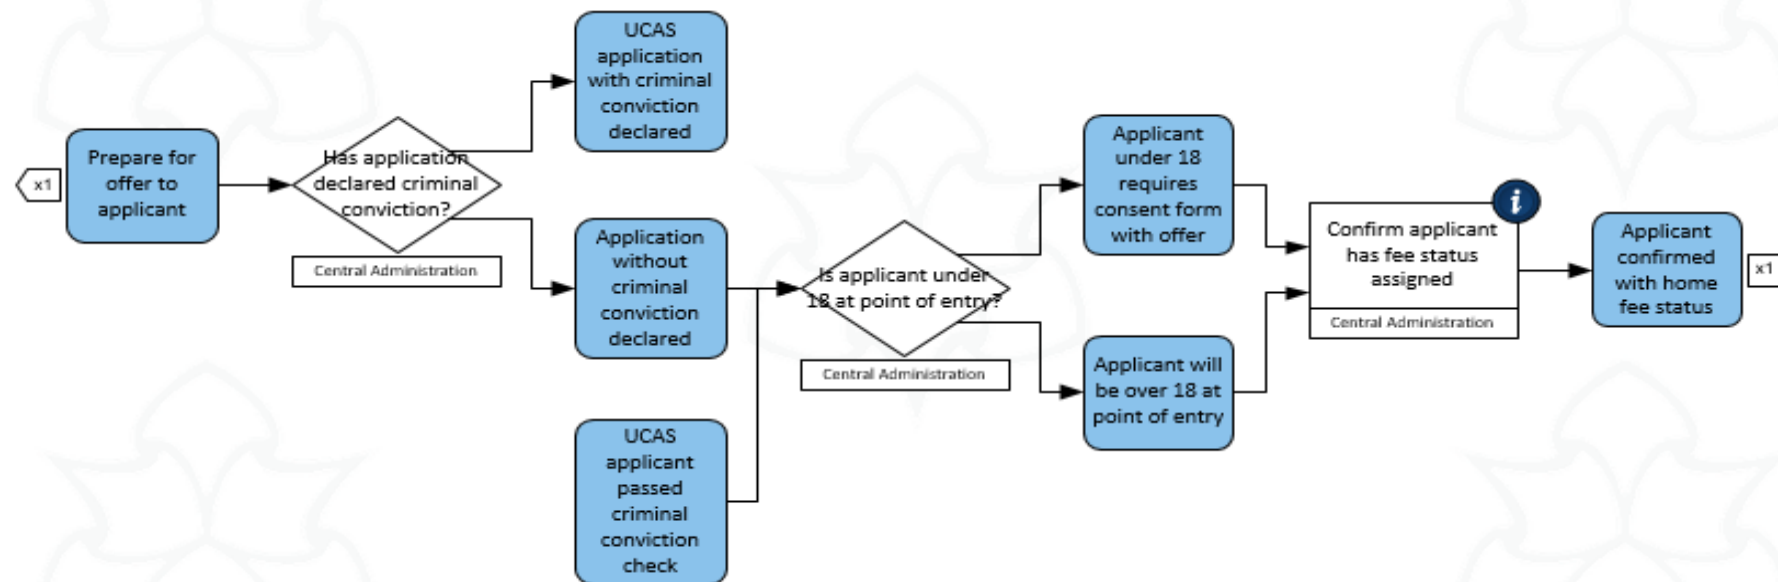 x1
Prepare for
offer to
applicant
Has application
declared criminal
conviction?
Central Administration
UCAS
application
with criminal
conviction
declared
Application
without
criminal
conviction
declared
UCAS
applicant
passed
criminal
conviction
check
Is applicant under
18 at point of entry?
Central Administration
Applicant
under 18
requires
consent form
with offer
Applicant will
be over 18 at
point of entry
i
Confirm applicant
has fee status
assigned
Central Administration
Applicant
confirmed
with home
fee status
x1